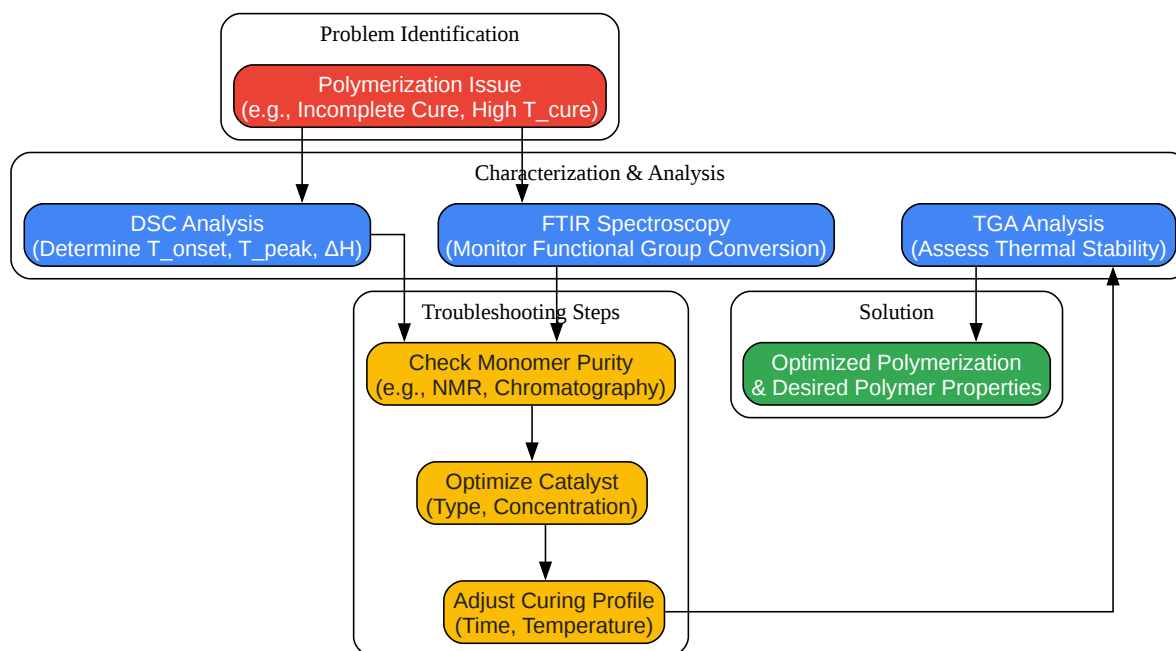 Problem Identification
Polymerization Issue
(e.g., Incomplete Cure, High T_cure)
Characterization & Analysis
DSC Analysis
(Determine T_onset, T_peak, ΔH)
FTIR Spectroscopy
(Monitor Functional Group Conversion)
TGA Analysis
(Assess Thermal Stability)
Troubleshooting Steps
Check Monomer Purity
(e.g., NMR, Chromatography)
Optimize Catalyst
(Type, Concentration)
Adjust Curing Profile
(Time, Temperature)
Solution
Optimized Polymerization
& Desired Polymer Properties